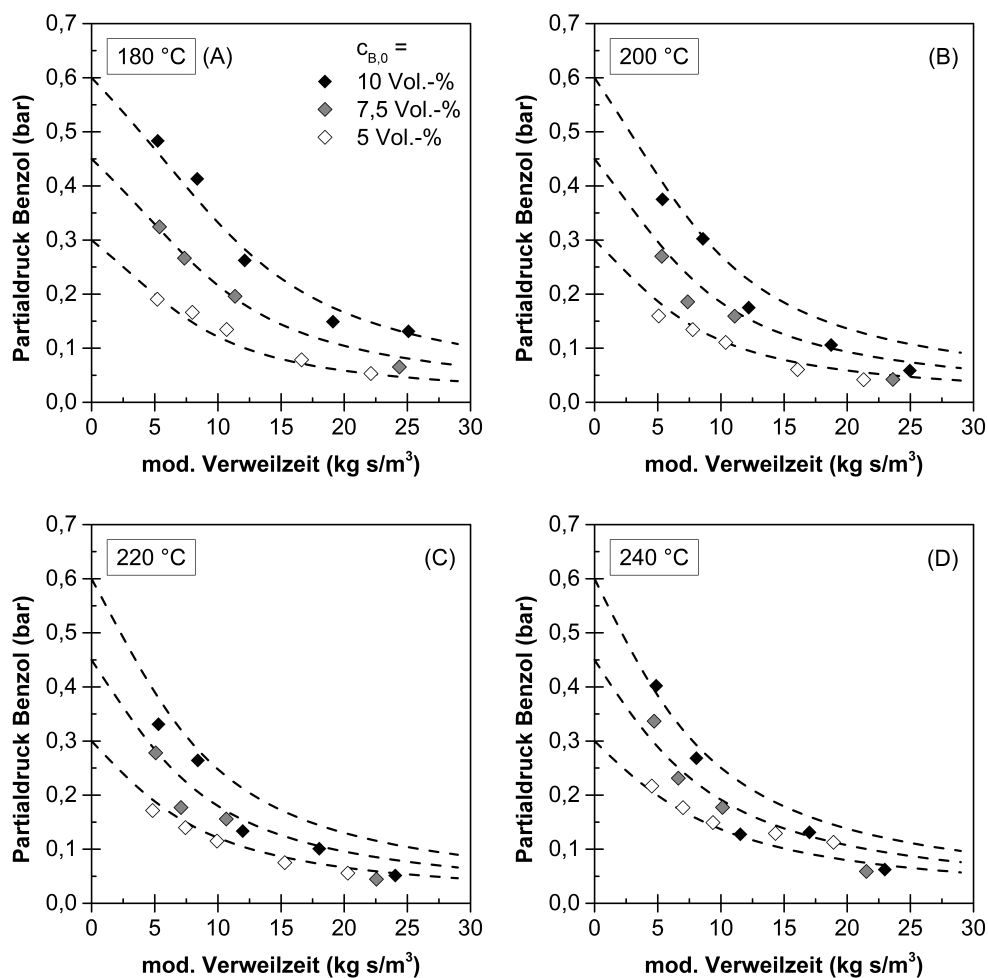 180 °C
(A)
c_B,0 =
10 Vol.-%
7,5 Vol.-%
5 Vol.-%
0,7
0,6
0,5
0,4
0,3
0,2
0,1
0,0
Partialdruck Benzol (bar)
0 5 10 15 20 25 30
mod. Verweilzeit (kg s/m³)
200 °C
(B)
0,7
0,6
0,5
0,4
0,3
0,2
0,1
0,0
Partialdruck Benzol (bar)
0 5 10 15 20 25 30
mod. Verweilzeit (kg s/m³)
220 °C
(C)
0,7
0,6
0,5
0,4
0,3
0,2
0,1
0,0
Partialdruck Benzol (bar)
0 5 10 15 20 25 30
mod. Verweilzeit (kg s/m³)
240 °C
(D)
0,7
0,6
0,5
0,4
0,3
0,2
0,1
0,0
Partialdruck Benzol (bar)
0 5 10 15 20 25 30
mod. Verweilzeit (kg s/m³)